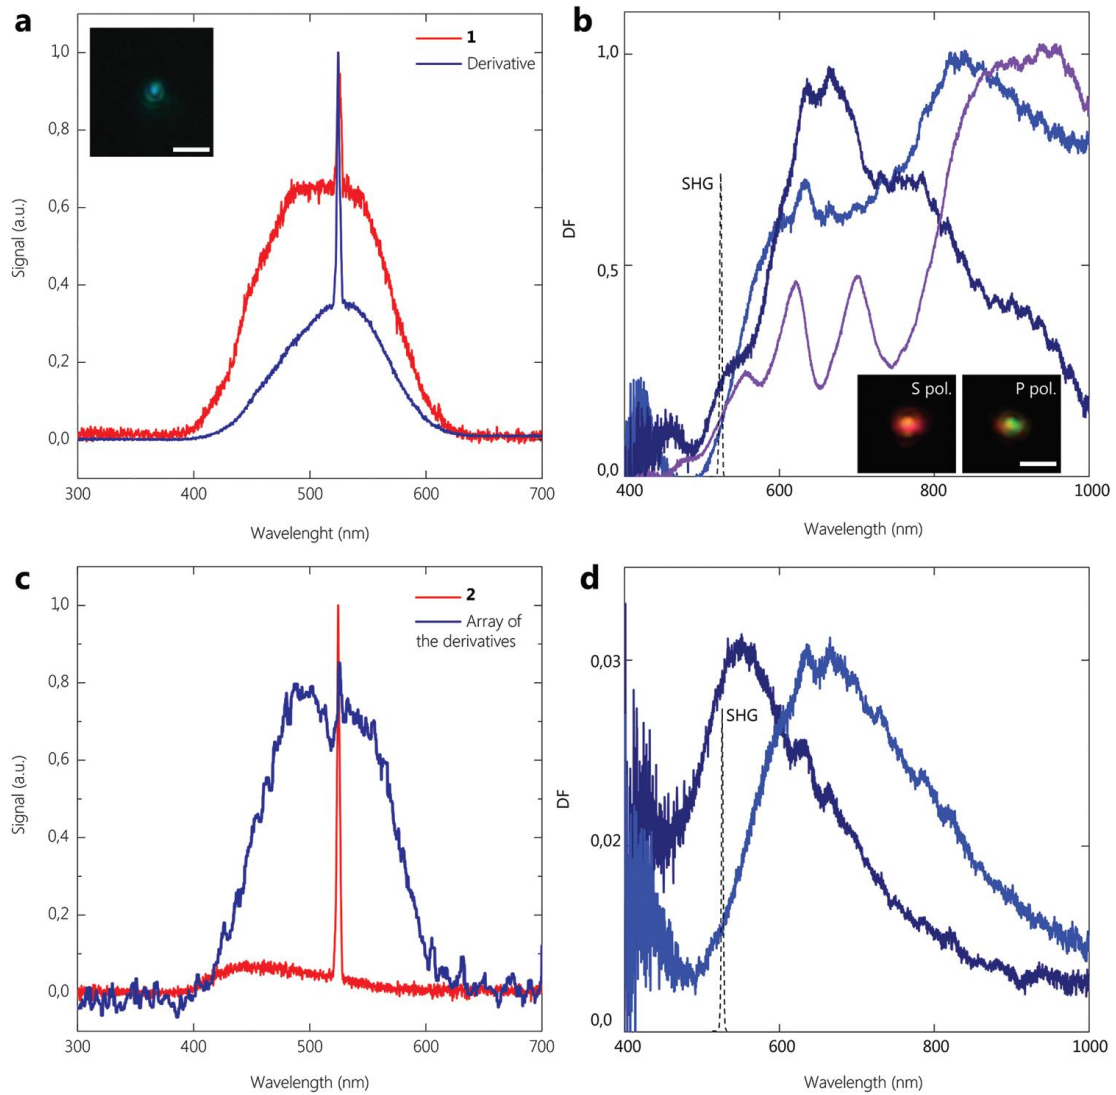 a
1,0
0,8
0,6
0,4
0,2
0,0
Signal (a.u.)
1
Derivative
300
400
500
600
700
Wavelenght (nm)
b
1,0
0,5
0,0
DF
SHG
S pol.
P pol.
400
600
800
1000
Wavelength (nm)
c
1,0
0,8
0,6
0,4
0,2
0,0
Signal (a.u.)
2
Array of
the derivatives
300
400
500
600
700
Wavelength (nm)
d
0,03
0,02
0,0
DF
SHG
400
600
800
1000
Wavelength (nm)